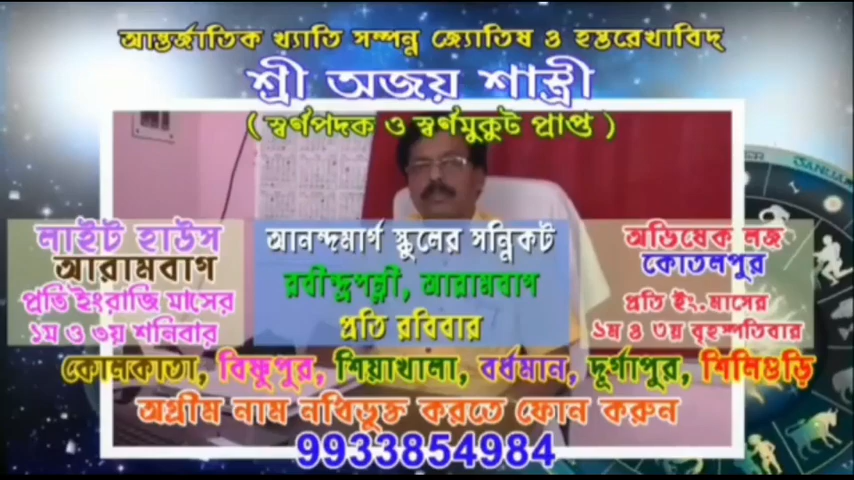 আন্তর্জাতিক খ্যাতি সম্পন্ন জ্যোতিষ ও হস্তরেখাবিদ্
শ্রী অজয় শাস্ত্রী
( স্বর্ণপদক ও স্বর্ণমুকুট প্রাপ্ত )
লাইট হাউস
আরামবাগ
প্রতি ইংরাজি মাসের
১ম ও ৩য় শনিবার
আনন্দমার্গ স্কুলের সন্নিকট
রবীন্দ্রপল্লী, আরামবাগ
প্রতি রবিবার
অভিষেক লজ
কোতলপুর
প্রতি ইং.মাসের
১ম ও ৩য় বৃহস্পতিবার
কোলকাতা, বিষ্ণুপুর, শিয়াখালা, বর্ধমান, দূর্গাপুর, শিলিগুড়ি
অগ্রীম নাম নথিভুক্ত করতে ফোন করুন
9933854984